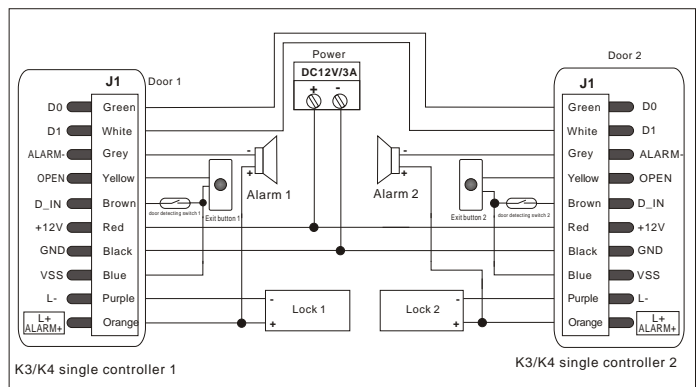 Power
DC12V/3A
+ -
J1
Door 1
D0 Green
D1 White
ALARM- Grey
OPEN Yellow
D_IN Brown
+12V Red
GND Black
VSS Blue
L- Purple
L+ ALARM+ Orange
K3/K4 single controller 1
door detecting switch 1
Exit button 1
-
+
Alarm 1
-
Lock 1
+
-
+
Alarm 2
Exit button 2
door detecting switch 2
-
Lock 2
+
Door 2
J1
Green D0
White D1
Grey ALARM-
Yellow OPEN
Brown D_IN
Red +12V
Black GND
Blue VSS
Purple L-
Orange L+ ALARM+
K3/K4 single controller 2